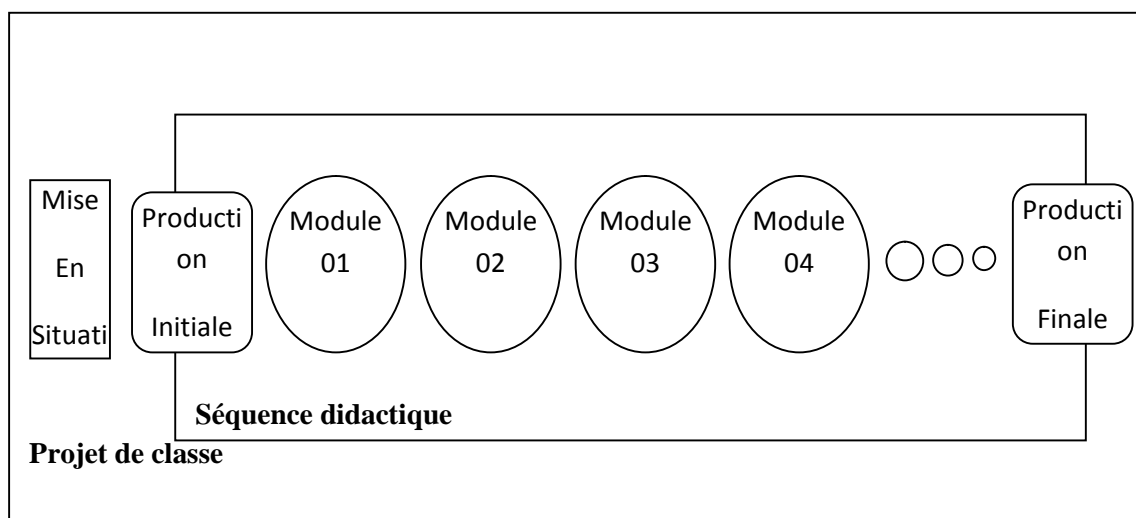 Mise
En
Situati
Producti
on
Initiale
Module
01
Module
02
Module
03
Module
04
Producti
on
Finale
Séquence didactique
Projet de classe